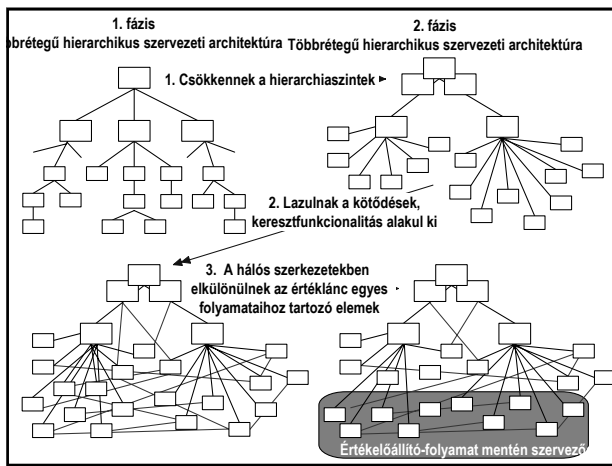 1. fázis
öbbrétegű hierarchikus szervezeti architektúra
2. fázis
Többrétegű hierarchikus szervezeti architektúra
1. Csökkennek a hierarchiaszintek
2. Lazulnak a kötődések,
keresztfunkcionalitás alakul ki
3. A hálós szerkezetekben
elkülönülnek az értéklánc egyes
folyamataihoz tartozó elemek
Értékelőállító-folyamat mentén szervező